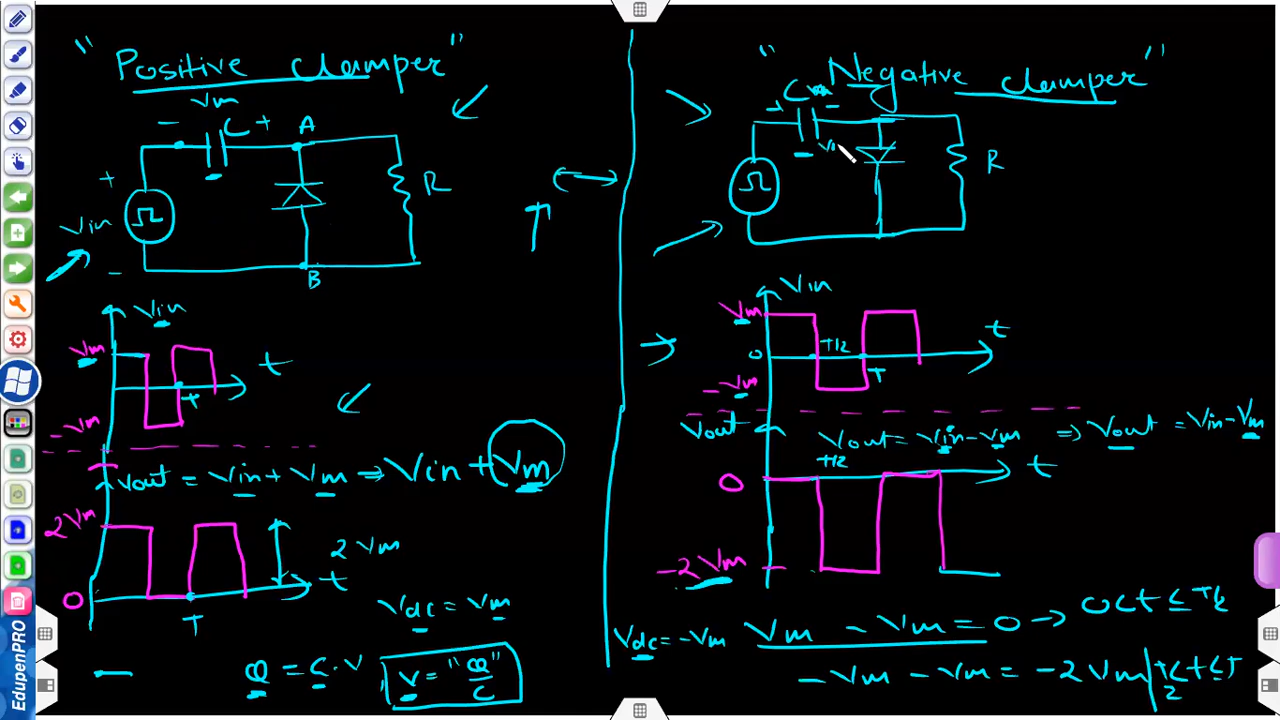 "Positive clamper"
Vm
- C + A
+
Vin
-
R
B
Vin
Vm
t
T
-Vm
Vout = Vin + Vm ⇒ Vin + Vm
2Vm
2Vm
t
0
T
Vdc = Vm
Q = C·V
V = "Q/C"
"Negative clamper"
+ C -
R
Vin
Vm
t
0
T/2
T
-Vm
Vout
Vout = Vin - Vm ⇒ Vout = Vin - Vm
T/2
t
0
-2Vm
Vdc = -Vm
Vm - Vm = 0 → 0<t≤T/2
-Vm - Vm = -2Vm | T/2≤t≤T
EdupenPRO